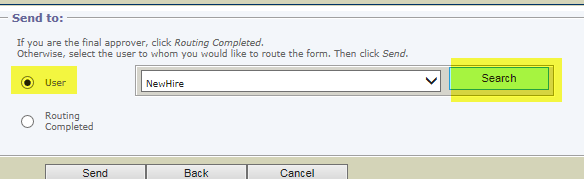 Send to:
If you are the final approver, click Routing Completed.
Otherwise, select the user to whom you would like to route the form. Then click Send.
User
NewHire
Search
Routing
Completed
Send
Back
Cancel